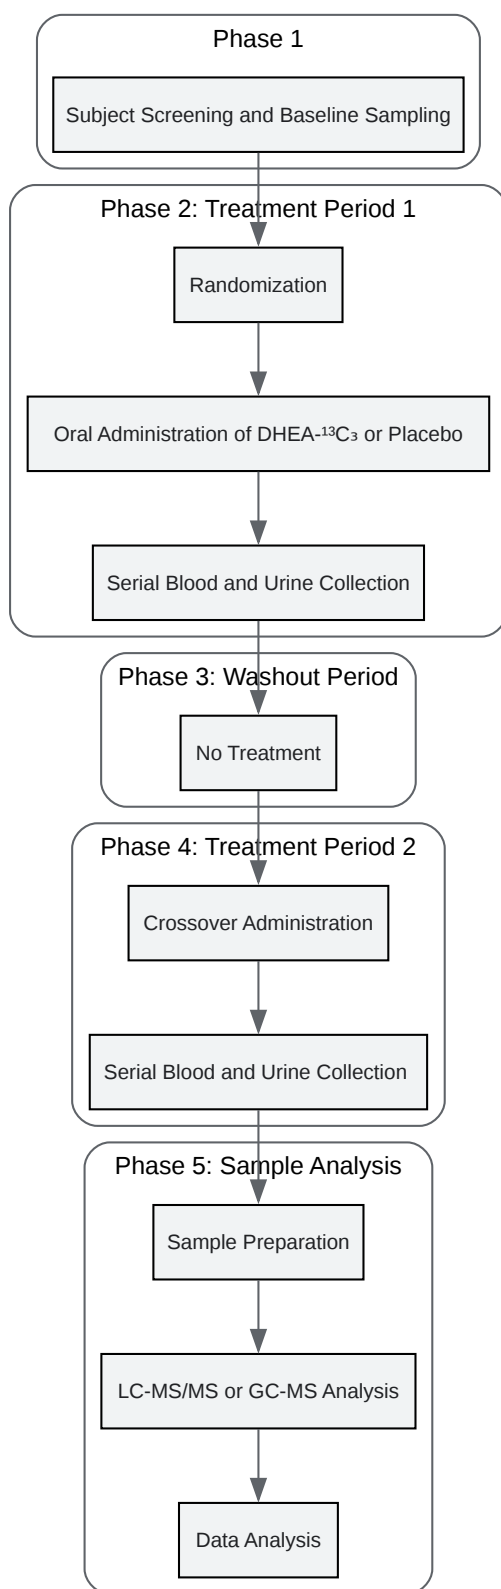 Phase 1
Subject Screening and Baseline Sampling
Phase 2: Treatment Period 1
Randomization
Oral Administration of DHEA-¹³C₃ or Placebo
Serial Blood and Urine Collection
Phase 3: Washout Period
No Treatment
Phase 4: Treatment Period 2
Crossover Administration
Serial Blood and Urine Collection
Phase 5: Sample Analysis
Sample Preparation
LC-MS/MS or GC-MS Analysis
Data Analysis